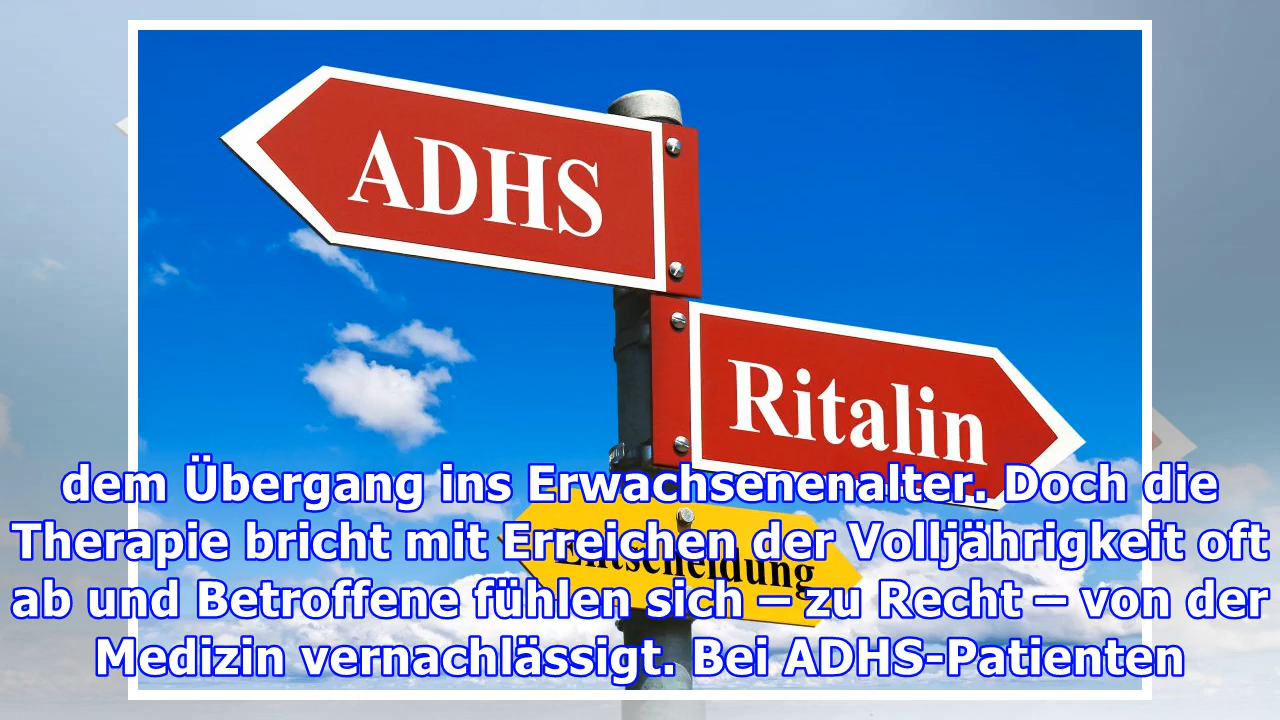 ADHS
Ritalin
Entscheidung
dem Übergang ins Erwachsenenalter. Doch die
Therapie bricht mit Erreichen der Volljährigkeit oft
ab und Betroffene fühlen sich – zu Recht – von der
Medizin vernachlässigt. Bei ADHS-Patienten